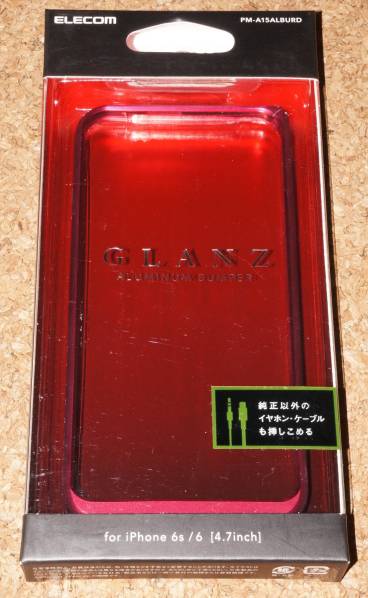 ELECOM
PM-A15ALBURD
GLANZ
ALUMINUM BUMPER
純正以外の
イヤホン・ケーブル
も挿しこめる
for iPhone 6s / 6 [4.7inch]